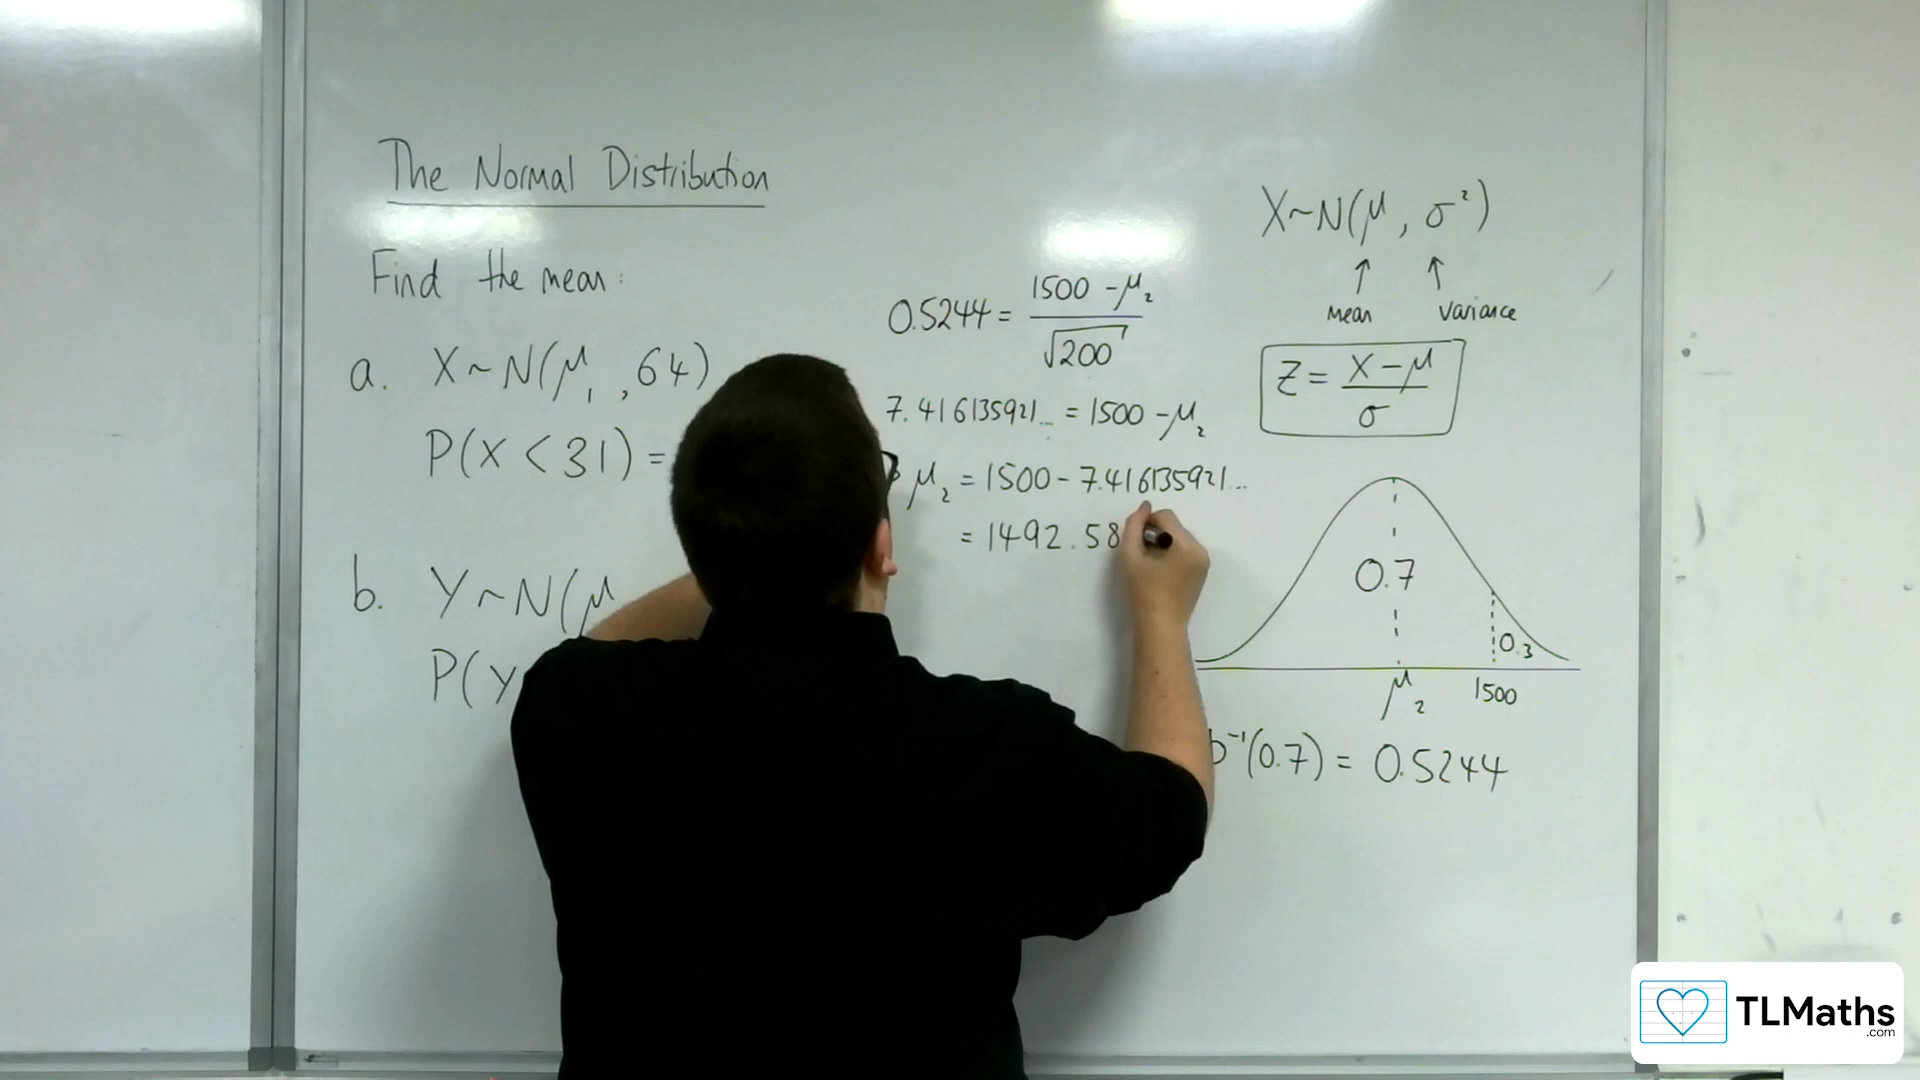 The Normal Distribution
Find the mean:
a. X~N(μ₁, 64)
P(X < 31) =
b. Y~N(μ
P(Y
0.5244 = 1500 - μ₂
√200
7.416135921... = 1500 - μ₂
μ₂ = 1500 - 7.416135921...
= 1492.58
X~N(μ, σ²)
↑ ↑
mean variance
Z = X - μ
σ
0.7
0.3
μ₂ 1500
⁻¹(0.7) = 0.5244
TLMaths
.com